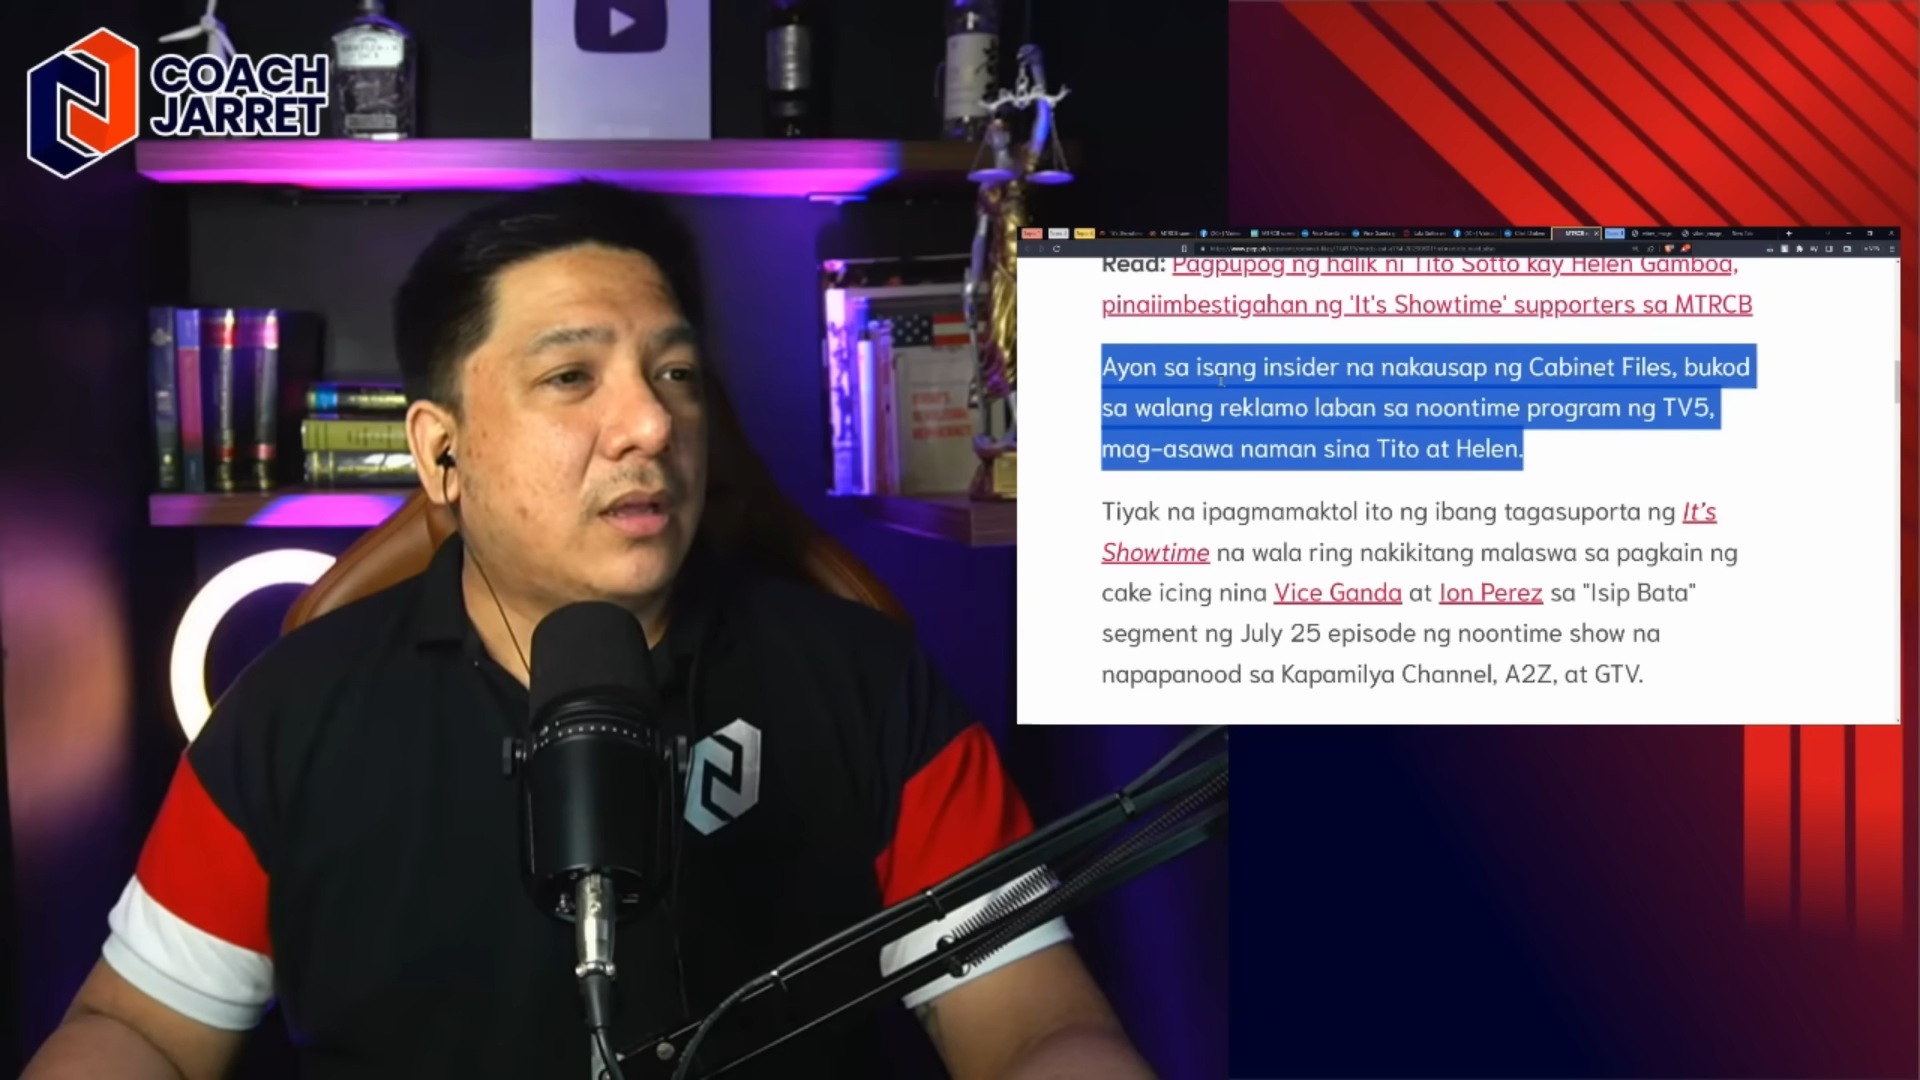 COACH
JARRET
Read: Pagpupog ng halik ni Tito Sotto kay Helen Gamboa,
pinaiimbestigahan ng 'It's Showtime' supporters sa MTRCB
Ayon sa isang insider na nakausap ng Cabinet Files, bukod
sa walang reklamo laban sa noontime program ng TV5,
mag-asawa naman sina Tito at Helen.
Tiyak na ipagmamaktol ito ng ibang tagasuporta ng It's
Showtime na wala ring nakikitang malaswa sa pagkain ng
cake icing nina Vice Ganda at Ion Perez sa "Isip Bata"
segment ng July 25 episode ng noontime show na
napapanood sa Kapamilya Channel, A2Z, at GTV.